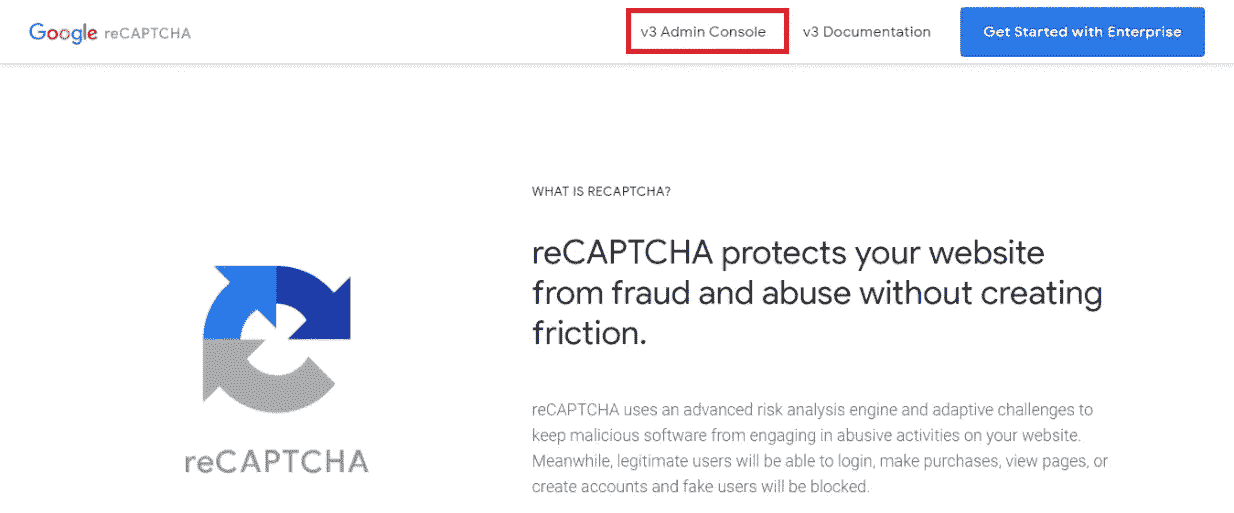 Google reCAPTCHA
v3 Admin Console
v3 Documentation
Get Started with Enterprise
WHAT IS RECAPTCHA?
reCAPTCHA protects your website
from fraud and abuse without creating
friction.
reCAPTCHA
reCAPTCHA uses an advanced risk analysis engine and adaptive challenges to
keep malicious software from engaging in abusive activities on your website.
Meanwhile, legitimate users will be able to login, make purchases, view pages, or
create accounts and fake users will be blocked.